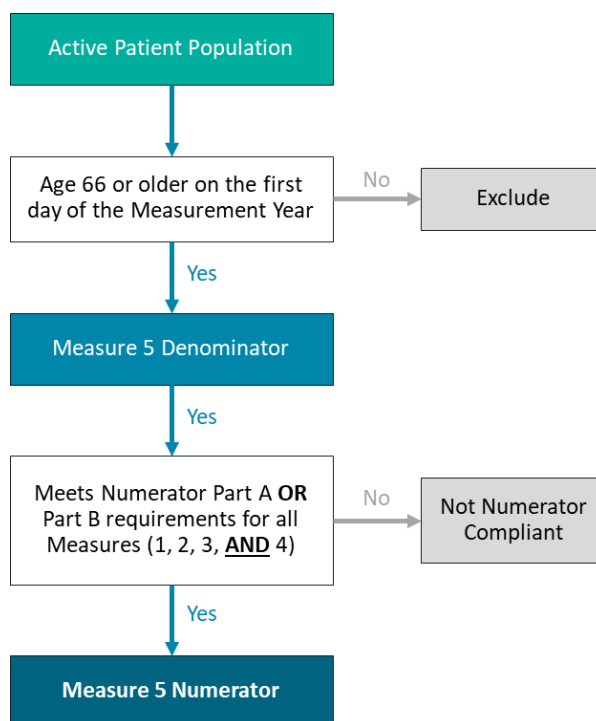 Active Patient Population
Age 66 or older on the first
day of the Measurement Year
No
Exclude
Yes
Measure 5 Denominator
Yes
Meets Numerator Part A OR
Part B requirements for all
Measures (1, 2, 3, AND 4)
No
Not Numerator
Compliant
Yes
Measure 5 Numerator